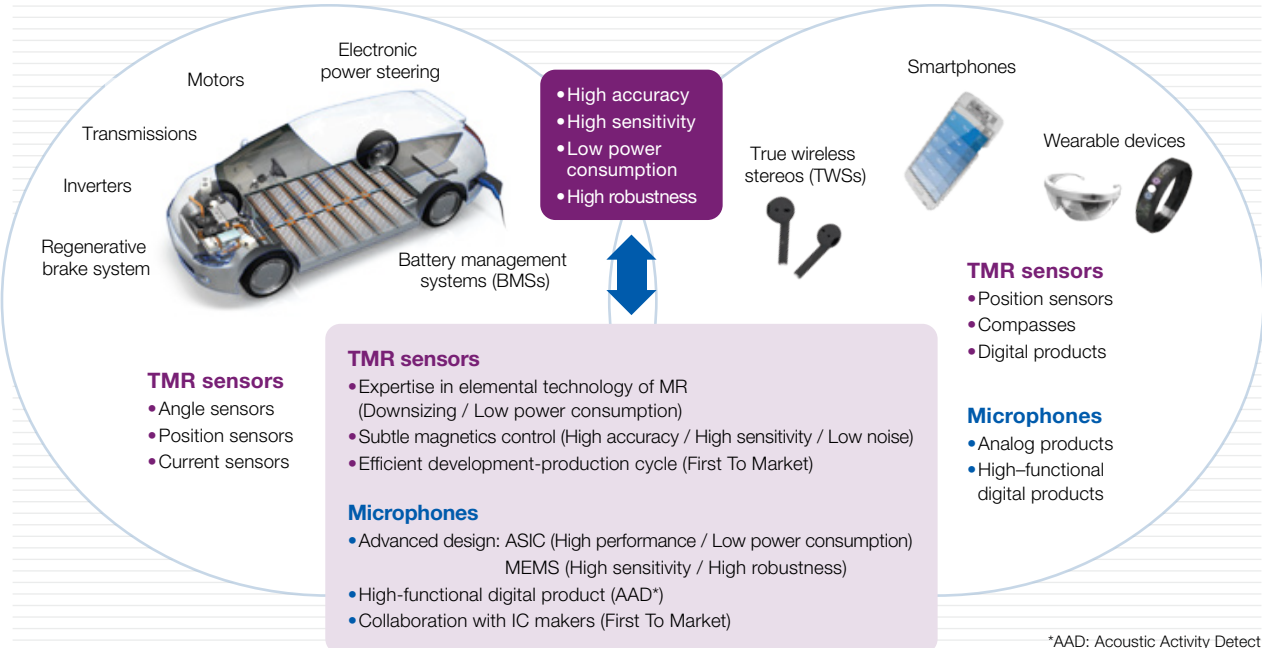 Electronic
power steering
Motors
Transmissions
Inverters
Regenerative
brake system
Battery management
systems (BMSs)
TMR sensors
•Angle sensors
•Position sensors
•Current sensors
•High accuracy
•High sensitivity
•Low power
consumption
•High robustness
TMR sensors
•Expertise in elemental technology of MR
(Downsizing / Low power consumption)
•Subtle magnetics control (High accuracy / High sensitivity / Low noise)
•Efficient development-production cycle (First To Market)
Microphones
•Advanced design: ASIC (High performance / Low power consumption)
MEMS (High sensitivity / High robustness)
•High-functional digital product (AAD*)
•Collaboration with IC makers (First To Market)
Smartphones
True wireless
stereos (TWSs)
Wearable devices
TMR sensors
•Position sensors
•Compasses
•Digital products
Microphones
•Analog products
•High–functional
digital products
*AAD: Acoustic Activity Detect